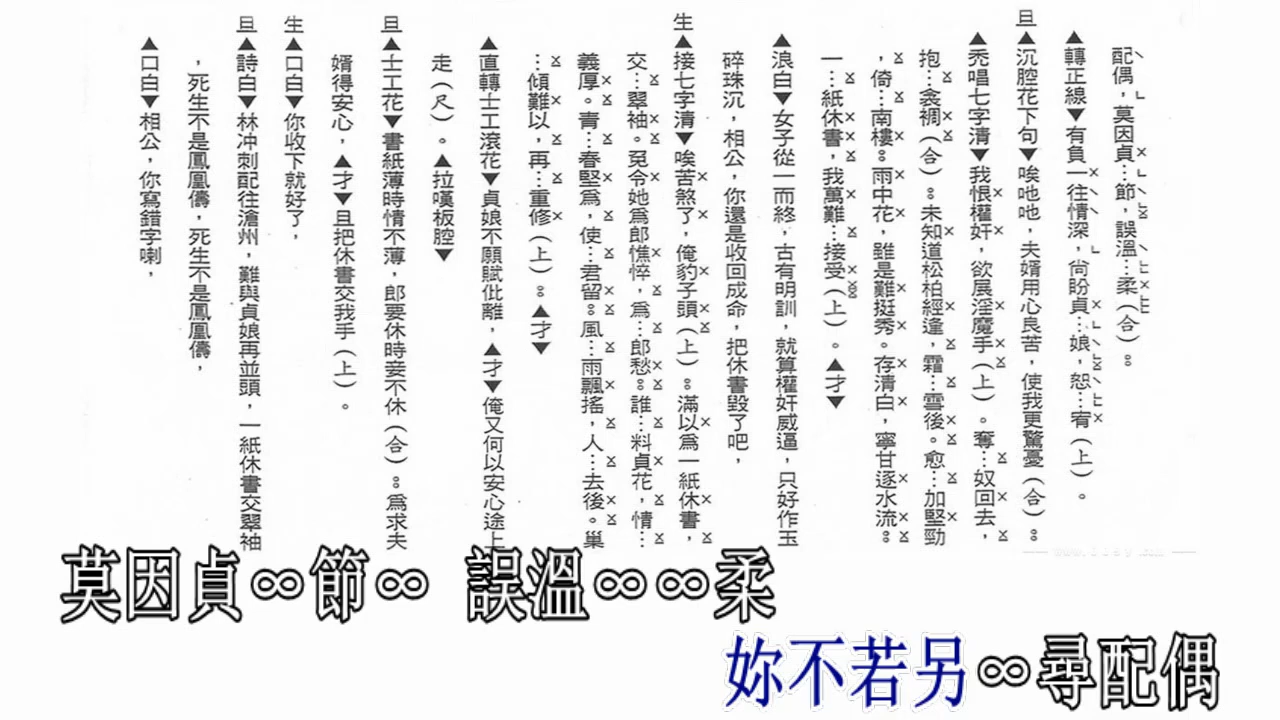 配偶，莫因貞…節，誤溫…柔（合）。
▲轉正線▼有負一往情深，尚盼貞…娘，恕…宥（上）。
旦▲沉腔花下句▼唉吔吔，夫婿用心良苦，使我更驚憂（合）。
▲禿唱七字清▼我恨權奸，欲展淫魔手（上）。奪…奴回去，
抱…衾裯（合）。未知道松柏經逢，霜…雪後。愈…加堅勁
，倚…南樓。雨中花，雖是難挺秀。存清白，寧甘逐水流。
一…紙休書，我萬難…接受（上）。▲才▼
▲浪白▼女子從一而終，古有明訓，就算權奸威逼，只好作玉
碎珠沉，相公，你還是收回成命，把休書毀了吧，
生▲接七字清▼唉苦煞了，俺豹子頭（上）。滿以爲一紙休書，
交…翠袖。免令她爲郎憔悴，爲…郎愁。誰…料貞花，情…
義厚。青…春堅爲，使…君留。風…雨飄搖，人…去後。巢
…傾難以，再…重修（上）。▲才▼
▲直轉士工滾花▼貞娘不願賦仳離，▲才▼俺又何以安心途上
走（尺）。▲拉嘆板腔▼
旦▲士工花▼書紙薄時情不薄，郎要休時妾不休（合）。爲求夫
婿得安心，▲才▼且把休書交我手（上）。
生▲口白▼你收下就好了，
旦▲詩白▼林冲刺配往滄州，難與貞娘再並頭，一紙休書交翠袖
，死生不是鳳凰儔，死生不是鳳凰儔，
▲口白▼相公，你寫錯字喇，
莫因貞∞節∞ 誤溫∞∞柔
妳不若另∞尋配偶